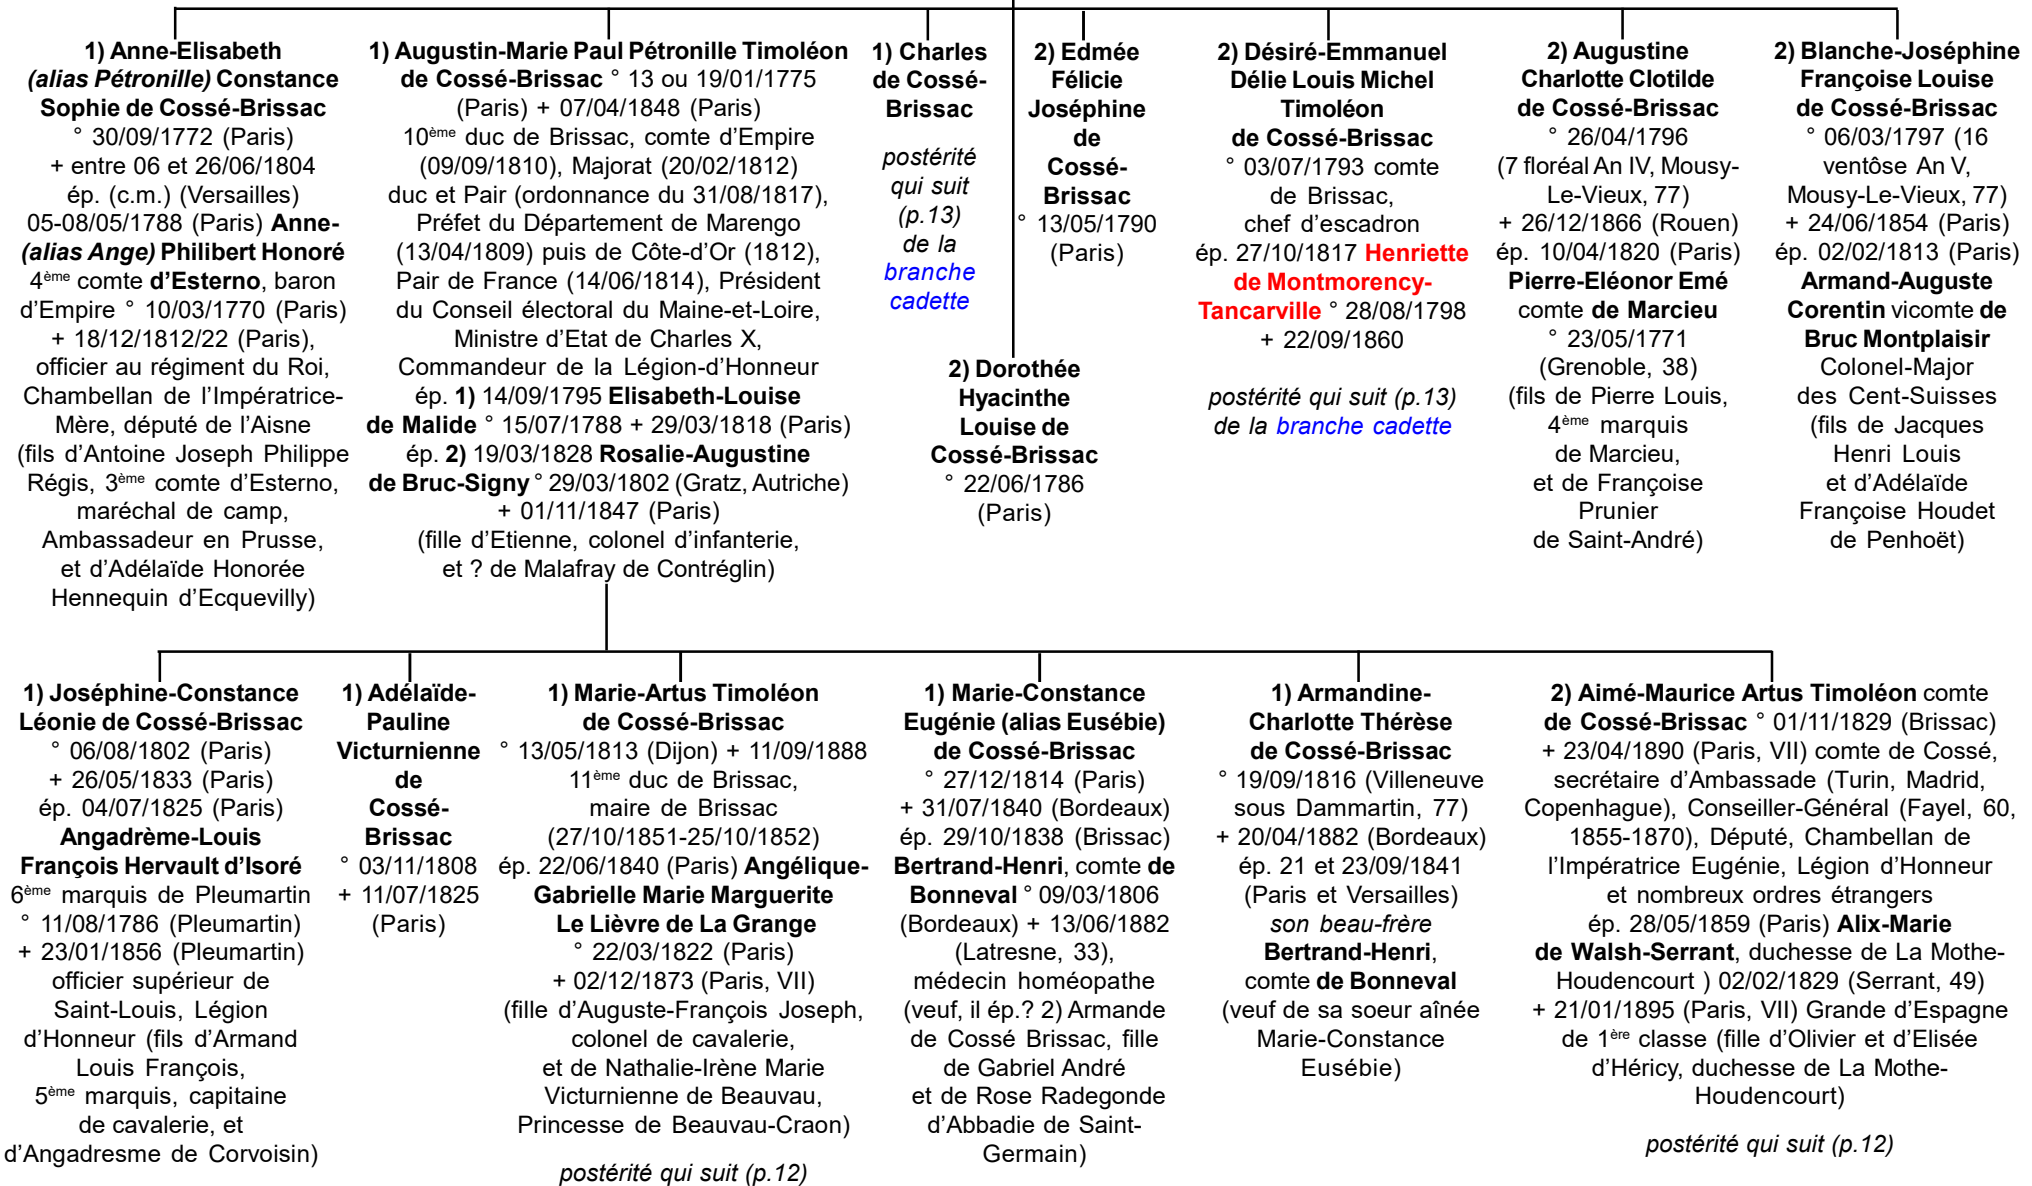 1) Anne-Elisabeth
(alias Pétronille) Constance
Sophie de Cossé-Brissac
° 30/09/1772 (Paris)
+ entre 06 et 26/06/1804
ép. (c.m.) (Versailles)
05-08/05/1788 (Paris) Anne-
(alias Ange) Philibert Honoré
4ème comte d'Esterno, baron
d'Empire ° 10/03/1770 (Paris)
+ 18/12/1812/22 (Paris),
officier au régiment du Roi,
Chambellan de l'Impératrice-
Mère, député de l'Aisne
(fils d'Antoine Joseph Philippe
Régis, 3ème comte d'Esterno,
maréchal de camp,
Ambassadeur en Prusse,
et d'Adélaïde Honorée
Hennequin d'Ecquevilly)
1) Augustin-Marie Paul Pétronille Timoléon
de Cossé-Brissac ° 13 ou 19/01/1775
(Paris) + 07/04/1848 (Paris)
10ème duc de Brissac, comte d'Empire
(09/09/1810), Majorat (20/02/1812)
duc et Pair (ordonnance du 31/08/1817),
Préfet du Département de Marengo
(13/04/1809) puis de Côte-d'Or (1812),
Pair de France (14/06/1814), Président
du Conseil électoral du Maine-et-Loire,
Ministre d'Etat de Charles X,
Commandeur de la Légion-d'Honneur
ép. 1) 14/09/1795 Elisabeth-Louise
de Malide ° 15/07/1788 + 29/03/1818 (Paris)
ép. 2) 19/03/1828 Rosalie-Augustine
de Bruc-Signy ° 29/03/1802 (Gratz, Autriche)
+ 01/11/1847 (Paris)
(fille d'Etienne, colonel d'infanterie,
et ? de Malafray de Contréglin)
1) Charles
de Cossé-
Brissac
postérité
qui suit
(p.13)
de la
branche
cadette
2) Edmée
Félicie
Joséphine
de
Cossé-
Brissac
° 13/05/1790
(Paris)
2) Dorothée
Hyacinthe
Louise de
Cossé-Brissac
° 22/06/1786
(Paris)
2) Désiré-Emmanuel
Délie Louis Michel
Timoléon
de Cossé-Brissac
° 03/07/1793 comte
de Brissac,
chef d'escadron
ép. 27/10/1817 Henriette
de Montmorency-
Tancarville ° 28/08/1798
+ 22/09/1860
postérité qui suit (p.13)
de la branche cadette
2) Augustine
Charlotte Clotilde
de Cossé-Brissac
° 26/04/1796
(7 floréal An IV, Mousy-
Le-Vieux, 77)
+ 26/12/1866 (Rouen)
ép. 10/04/1820 (Paris)
Pierre-Eléonor Emé
comte de Marcieu
° 23/05/1771
(Grenoble, 38)
(fils de Pierre Louis,
4ème marquis
de Marcieu,
et de Françoise
Prunier
de Saint-André)
2) Blanche-Joséphine
Françoise Louise
de Cossé-Brissac
° 06/03/1797 (16
ventôse An V,
Mousy-Le-Vieux, 77)
+ 24/06/1854 (Paris)
ép. 02/02/1813 (Paris)
Armand-Auguste
Corentin vicomte de
Bruc Montplaisir
Colonel-Major
des Cent-Suisses
(fils de Jacques
Henri Louis
et d'Adélaïde
Françoise Houdet
de Penhoët)
1) Joséphine-Constance
Léonie de Cossé-Brissac
° 06/08/1802 (Paris)
+ 26/05/1833 (Paris)
ép. 04/07/1825 (Paris)
Angadrème-Louis
François Hervault d'Isoré
6ème marquis de Pleumartin
° 11/08/1786 (Pleumartin)
+ 23/01/1856 (Pleumartin)
officier supérieur de
Saint-Louis, Légion
d'Honneur (fils d'Armand
Louis François,
5ème marquis, capitaine
de cavalerie, et
d'Angadresme de Corvoisin)
1) Adélaïde-
Pauline
Victurnienne
de
Cossé-
Brissac
° 03/11/1808
+ 11/07/1825
(Paris)
1) Marie-Artus Timoléon
de Cossé-Brissac
° 13/05/1813 (Dijon) + 11/09/1888
11ème duc de Brissac,
maire de Brissac
(27/10/1851-25/10/1852)
ép. 22/06/1840 (Paris) Angélique-
Gabrielle Marie Marguerite
Le Lièvre de La Grange
° 22/03/1822 (Paris)
+ 02/12/1873 (Paris, VII)
(fille d'Auguste-François Joseph,
colonel de cavalerie,
et de Nathalie-Irène Marie
Victurnienne de Beauvau,
Princesse de Beauvau-Craon)
postérité qui suit (p.12)
1) Marie-Constance
Eugénie (alias Eusébie)
de Cossé-Brissac
° 27/12/1814 (Paris)
+ 31/07/1840 (Bordeaux)
ép. 29/10/1838 (Brissac)
Bertrand-Henri, comte de
Bonneval ° 09/03/1806
(Bordeaux) + 13/06/1882
(Latresne, 33),
médecin homéopathe
(veuf, il ép.? 2) Armande
de Cossé Brissac, fille
de Gabriel André
et de Rose Radegonde
d'Abbadie de Saint-
Germain)
1) Armandine-
Charlotte Thérèse
de Cossé-Brissac
° 19/09/1816 (Villeneuve
sous Dammartin, 77)
+ 20/04/1882 (Bordeaux)
ép. 21 et 23/09/1841
(Paris et Versailles)
son beau-frère
Bertrand-Henri,
comte de Bonneval
(veuf de sa soeur aînée
Marie-Constance
Eusébie)
2) Aimé-Maurice Artus Timoléon comte
de Cossé-Brissac ° 01/11/1829 (Brissac)
+ 23/04/1890 (Paris, VII) comte de Cossé,
secrétaire d'Ambassade (Turin, Madrid,
Copenhague), Conseiller-Général (Fayel, 60,
1855-1870), Député, Chambellan de
l'Impératrice Eugénie, Légion d'Honneur
et nombreux ordres étrangers
ép. 28/05/1859 (Paris) Alix-Marie
de Walsh-Serrant, duchesse de La Mothe-
Houdencourt ) 02/02/1829 (Serrant, 49)
+ 21/01/1895 (Paris, VII) Grande d'Espagne
de 1ère classe (fille d'Olivier et d'Elisée
d'Héricy, duchesse de La Mothe-
Houdencourt)
postérité qui suit (p.12)